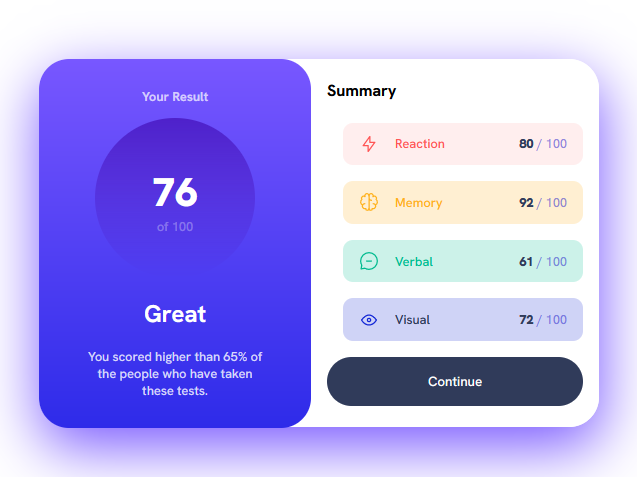 Your Result
76
of 100
Great
You scored higher than 65% of
the people who have taken
these tests.
Summary
Reaction 80 / 100
Memory 92 / 100
Verbal 61 / 100
Visual 72 / 100
Continue